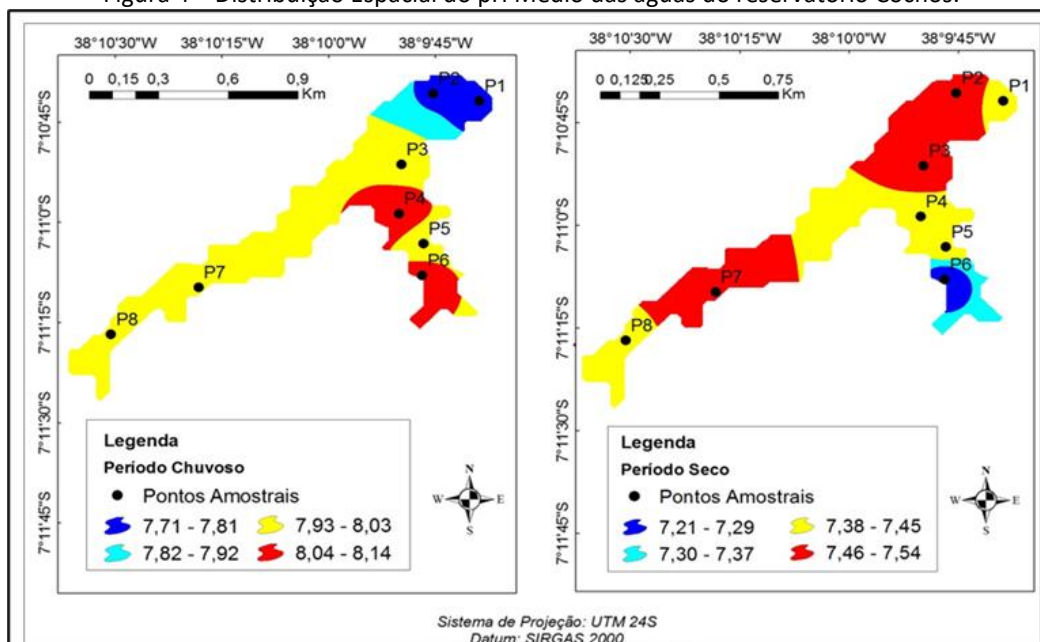 Figura 4 – Distribuição Espacial do pH Médio das águas do reservatório Cochos.
38°10'30"W 38°10'15"W 38°10'0"W 38°9'45"W
0 0,15 0,3 0,6 0,9
Km
7°10'45"S
7°11'0"S
7°11'15"S
7°11'30"S
7°11'45"S
P2
P1
P3
P4
P5
P6
P7
P8
Legenda
Período Chuvoso
Pontos Amostrais
7,71 - 7,81 7,93 - 8,03
7,82 - 7,92 8,04 - 8,14
N
W E
S
38°10'30"W 38°10'15"W 38°10'0"W 38°9'45"W
0 0,125 0,25 0,5 0,75
Km
7°10'45"S
7°11'0"S
7°11'15"S
7°11'30"S
7°11'45"S
P2
P1
P3
P4
P5
P6
P7
P8
Legenda
Período Seco
Pontos Amostrais
7,21 - 7,29 7,38 - 7,45
7,30 - 7,37 7,46 - 7,54
N
W E
S
Sistema de Projeção: UTM 24S
Datum: SIRGAS 2000